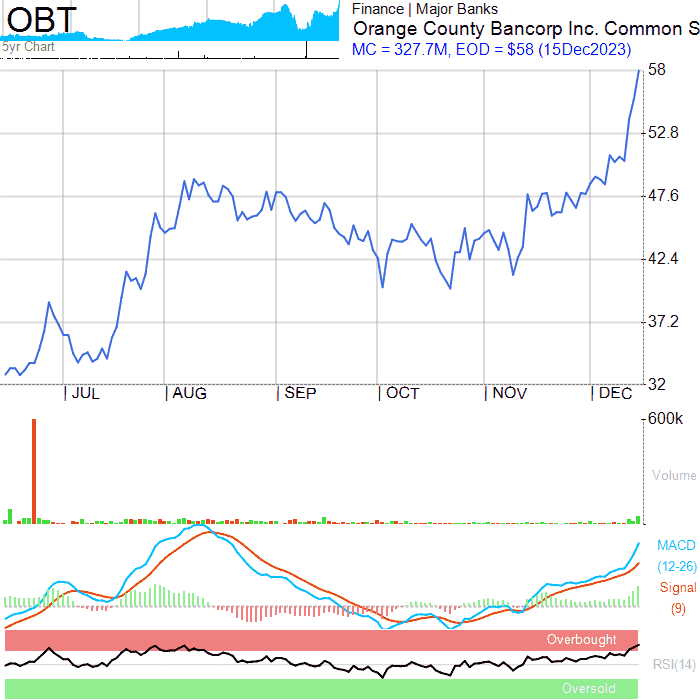 OBT
5yr Chart
Finance | Major Banks
Orange County Bancorp Inc. Common S
MC = 327.7M, EOD = $58 (15Dec2023)
58
52.8
47.6
42.4
37.2
32
JUL AUG SEP OCT NOV DEC
600k
Volume
MACD
(12-26)
Signal
(9)
Overbought
RSI(14)
Oversold